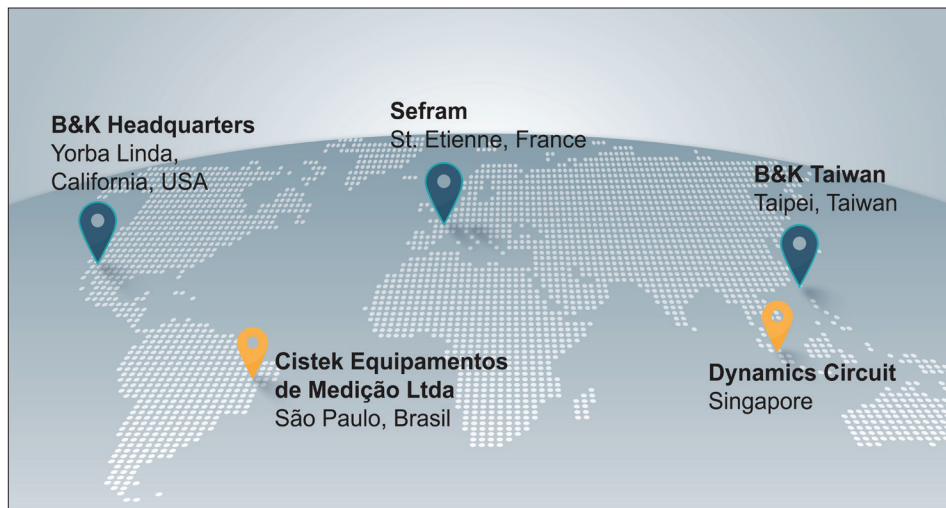 B&K Headquarters
Yorba Linda,
California, USA
Sefram
St. Etienne, France
B&K Taiwan
Taipei, Taiwan
Cistek Equipamentos
de Medição Ltda
São Paulo, Brasil
Dynamics Circuit
Singapore